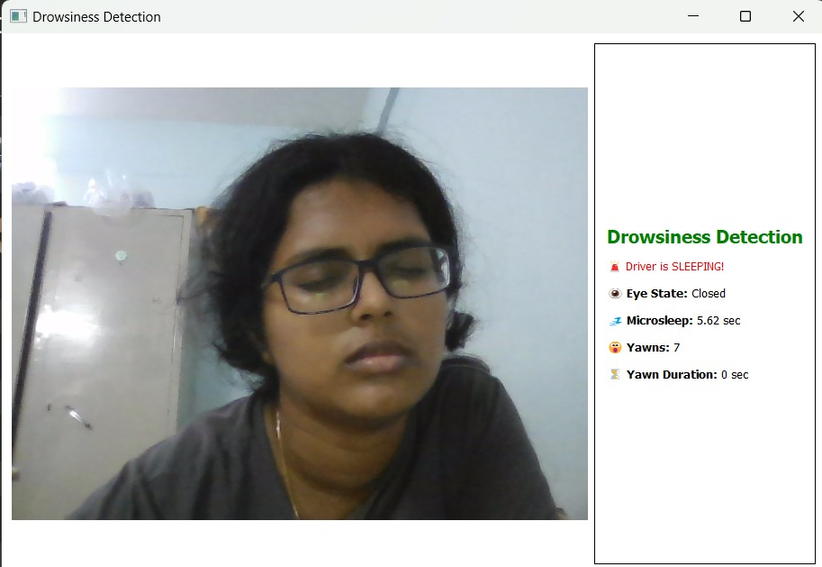 Drowsiness Detection
Drowsiness Detection
Driver is SLEEPING!
Eye State: Closed
Microsleep: 5.62 sec
Yawns: 7
Yawn Duration: 0 sec